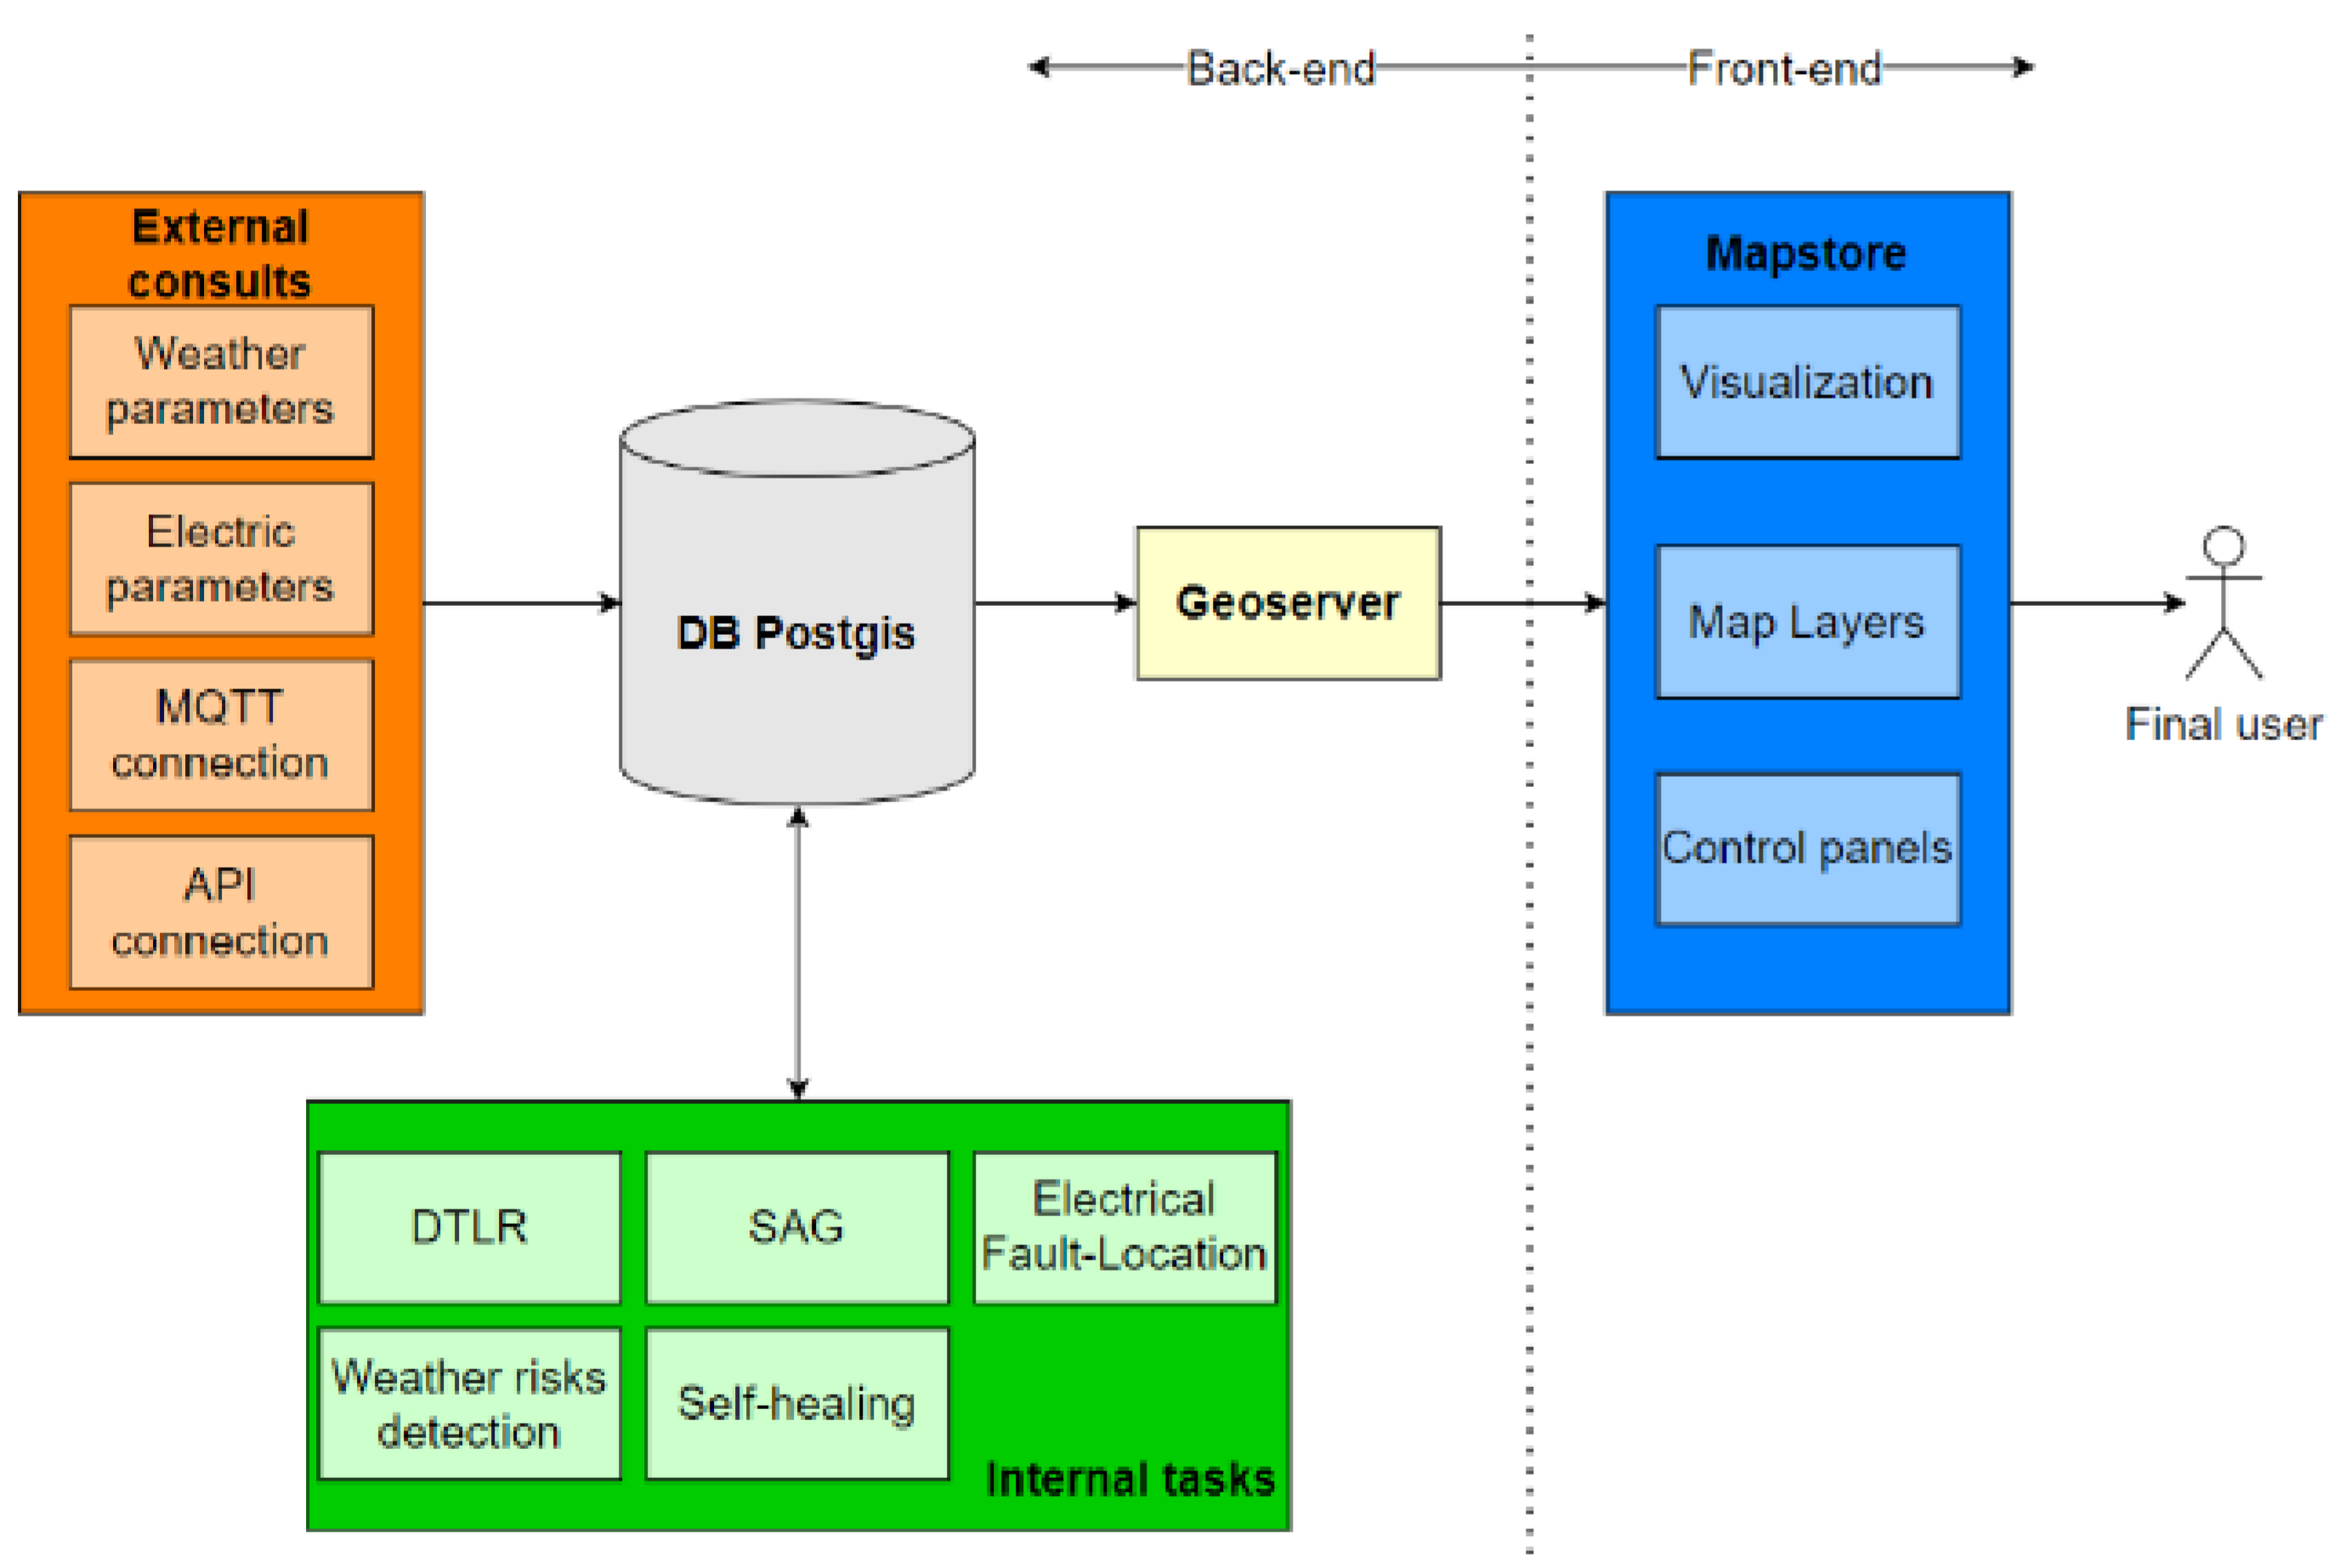 Back-end
Front-end
External
consults
Weather
parameters
Electric
parameters
MQTT
connection
API
connection
DB Postgis
Geoserver
Mapstore
Visualization
Map Layers
Control panels
Final user
DTLR
SAG
Electrical
Fault-Location
Weather risks
detection
Self-healing
Internal tasks